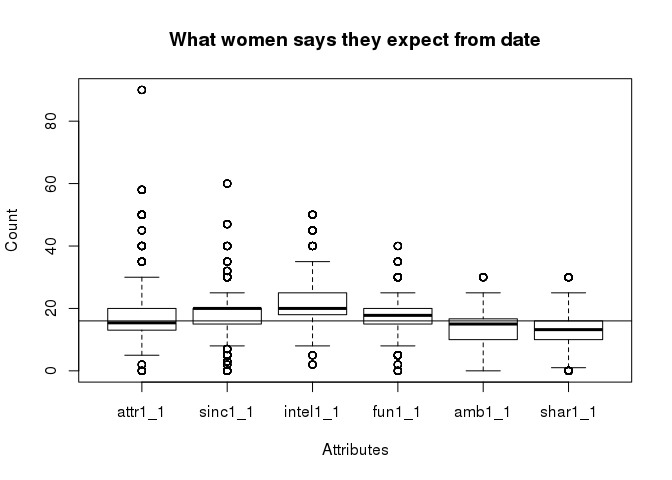 What women says they expect from date
Count
80
60
40
20
0
attr1_1 sinc1_1 intel1_1 fun1_1 amb1_1 shar1_1
Attributes